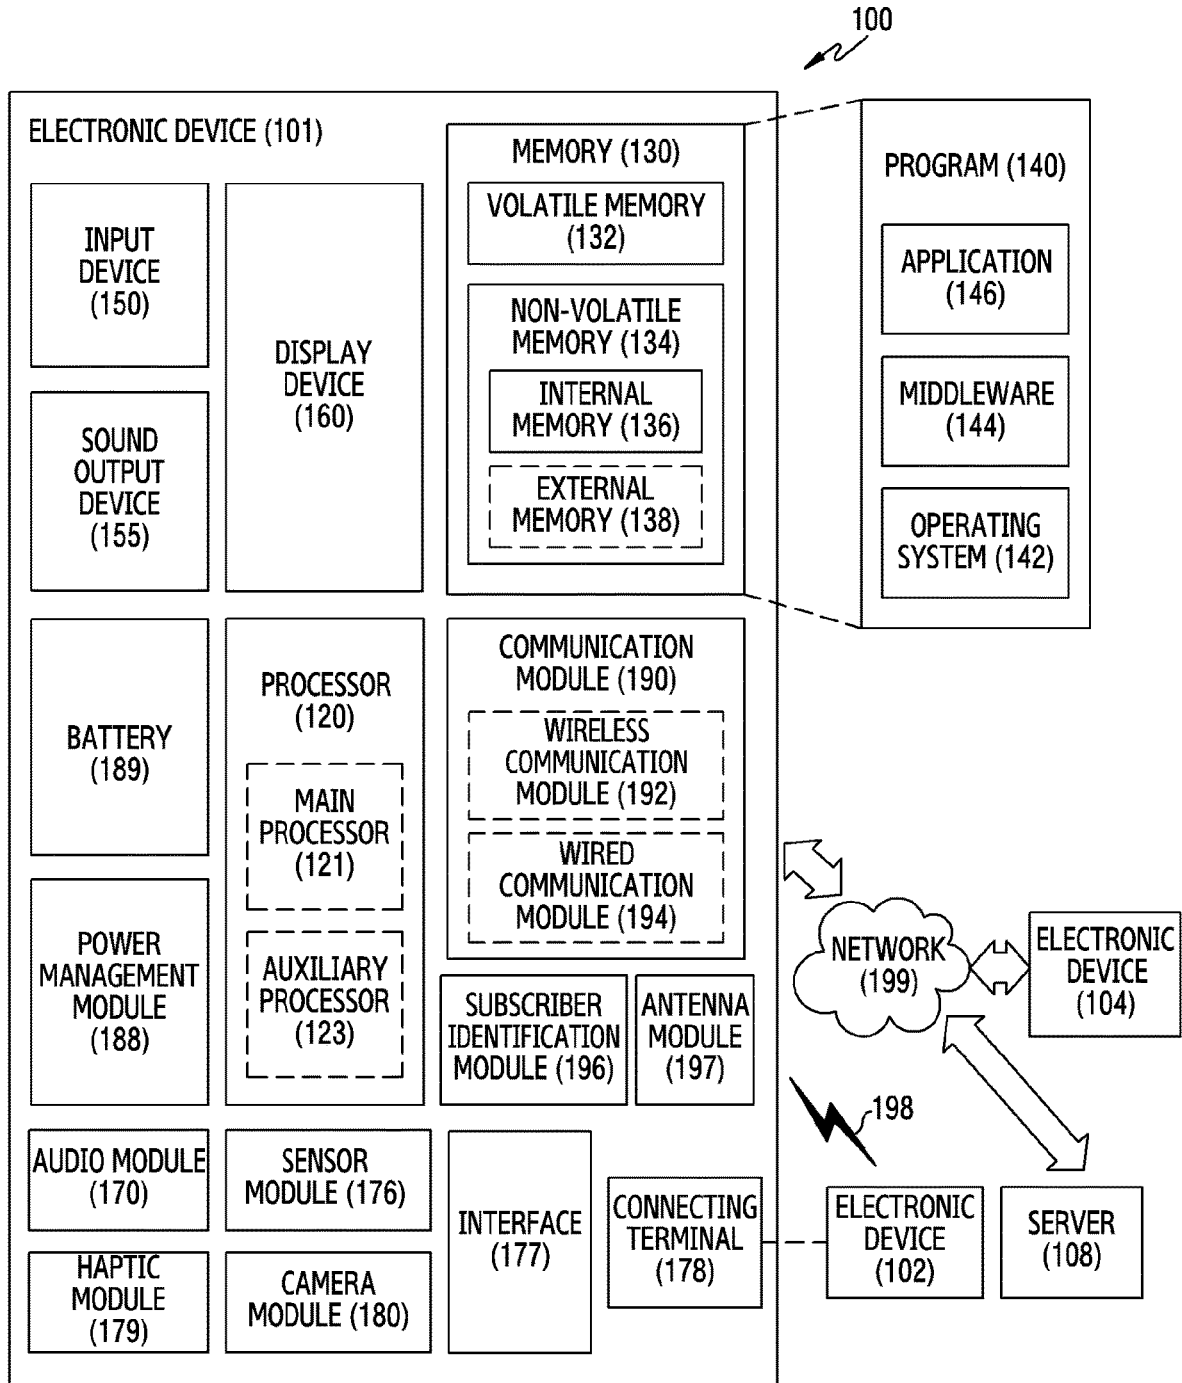 100
ELECTRONIC DEVICE (101)
INPUT
DEVICE
(150)
SOUND
OUTPUT
DEVICE
(155)
DISPLAY
DEVICE
(160)
MEMORY (130)
VOLATILE MEMORY
(132)
NON-VOLATILE
MEMORY (134)
INTERNAL
MEMORY (136)
EXTERNAL
MEMORY (138)
PROGRAM (140)
APPLICATION
(146)
MIDDLEWARE
(144)
OPERATING
SYSTEM (142)
BATTERY
(189)
POWER
MANAGEMENT
MODULE
(188)
PROCESSOR
(120)
MAIN
PROCESSOR
(121)
AUXILIARY
PROCESSOR
(123)
COMMUNICATION
MODULE (190)
WIRELESS
COMMUNICATION
MODULE (192)
WIRED
COMMUNICATION
MODULE (194)
SUBSCRIBER
IDENTIFICATION
MODULE (196)
ANTENNA
MODULE
(197)
NETWORK
(199)
ELECTRONIC
DEVICE
(104)
198
AUDIO MODULE
(170)
SENSOR
MODULE (176)
HAPTIC
MODULE
(179)
CAMERA
MODULE (180)
INTERFACE
(177)
CONNECTING
TERMINAL
(178)
ELECTRONIC
DEVICE
(102)
SERVER
(108)